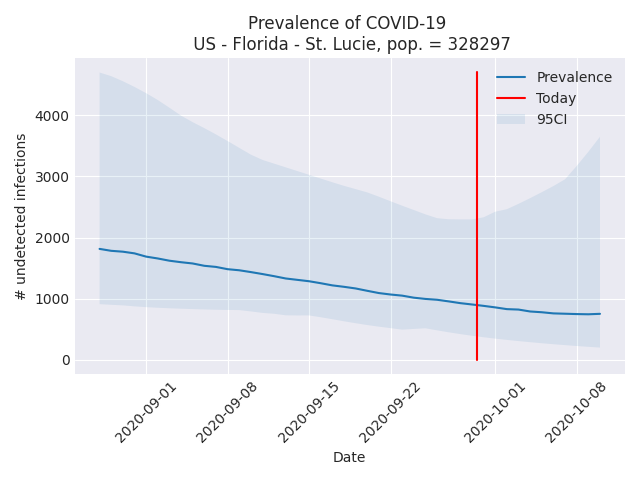 Prevalence of COVID-19
US - Florida - St. Lucie, pop. = 328297
Prevalence
Today
95CI
# undetected infections
4000
3000
2000
1000
0
2020-09-01
2020-09-08
2020-09-15
2020-09-22
2020-10-01
2020-10-08
Date